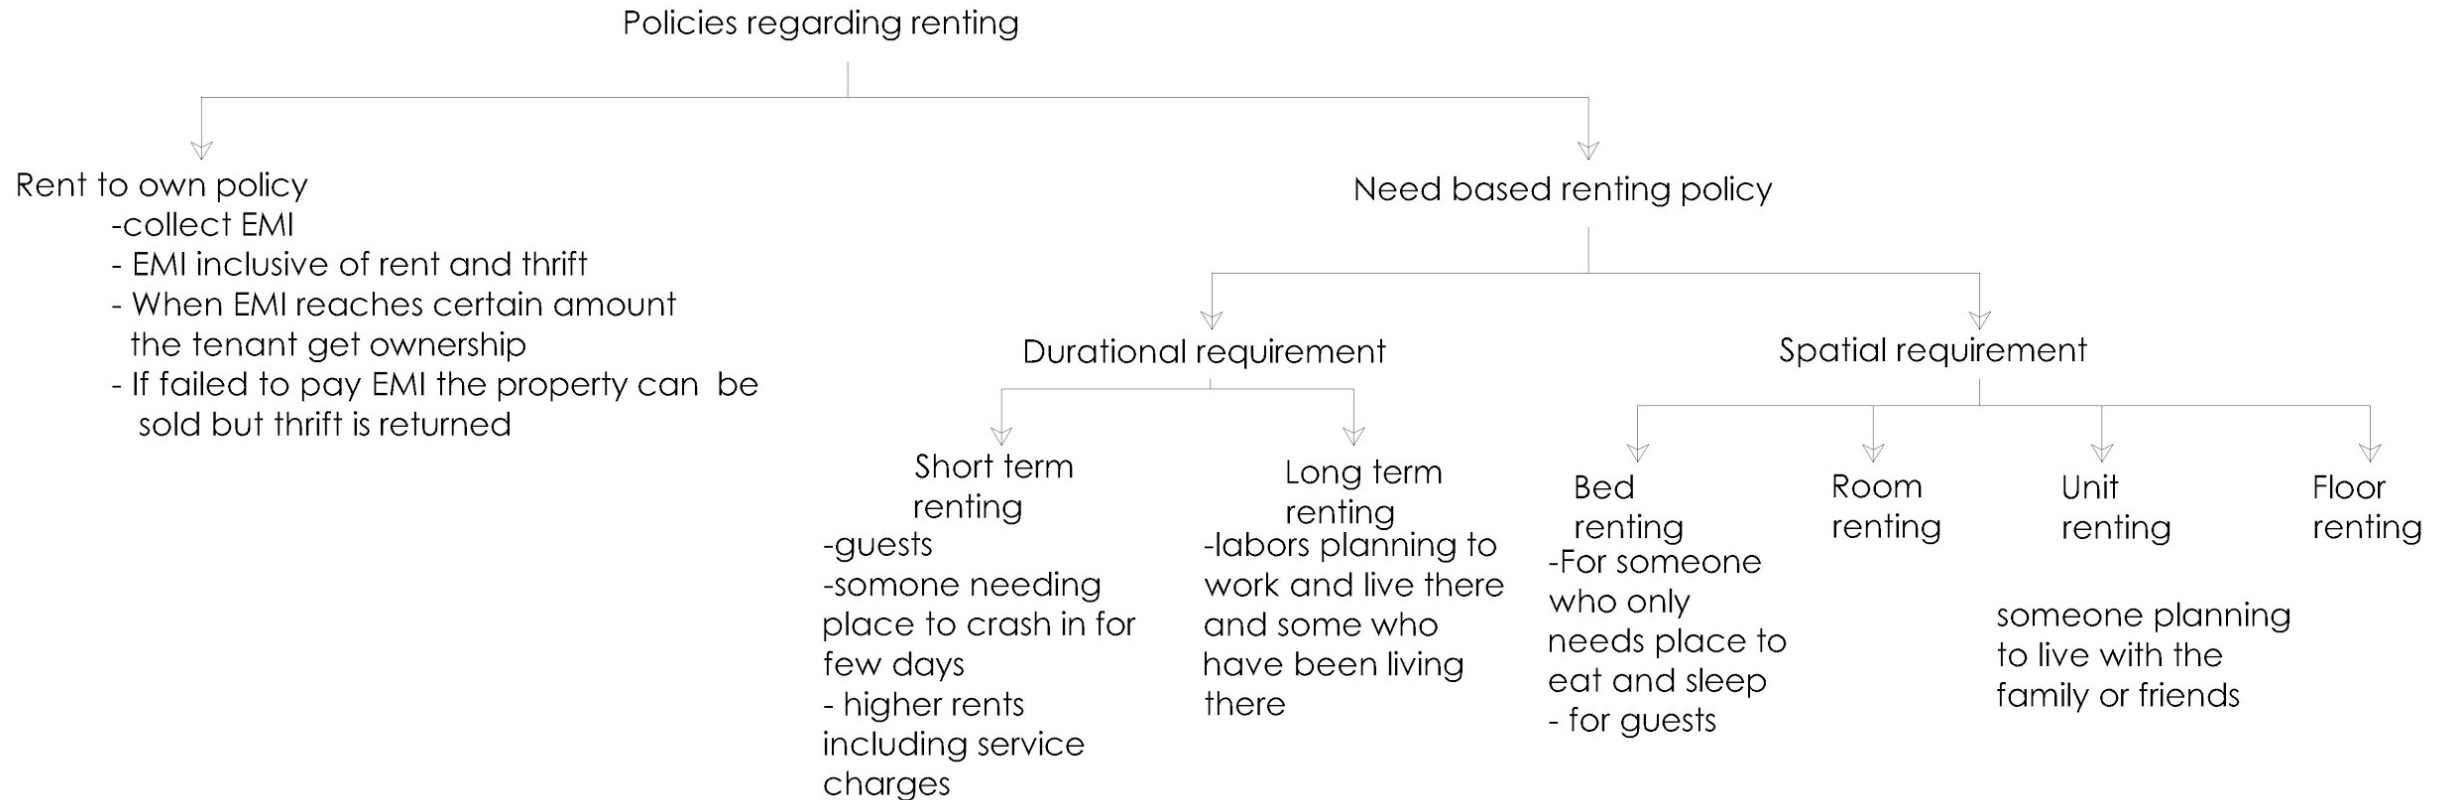 Policies regarding renting
Rent to own policy
-collect EMI
- EMI inclusive of rent and thrift
- When EMI reaches certain amount
the tenant get ownership
- If failed to pay EMI the property can  be
sold but thrift is returned
Need based renting policy
Durational requirement
Short term
renting
-guests
-somone needing
place to crash in for
few days
- higher rents
including service
charges
Long term
renting
-labors planning to
work and live there
and some who
have been living
there
Spatial requirement
Bed
renting
-For someone
who only
needs place to
eat and sleep
- for guests
Room
renting
Unit
renting
someone planning
to live with the
family or friends
Floor
renting